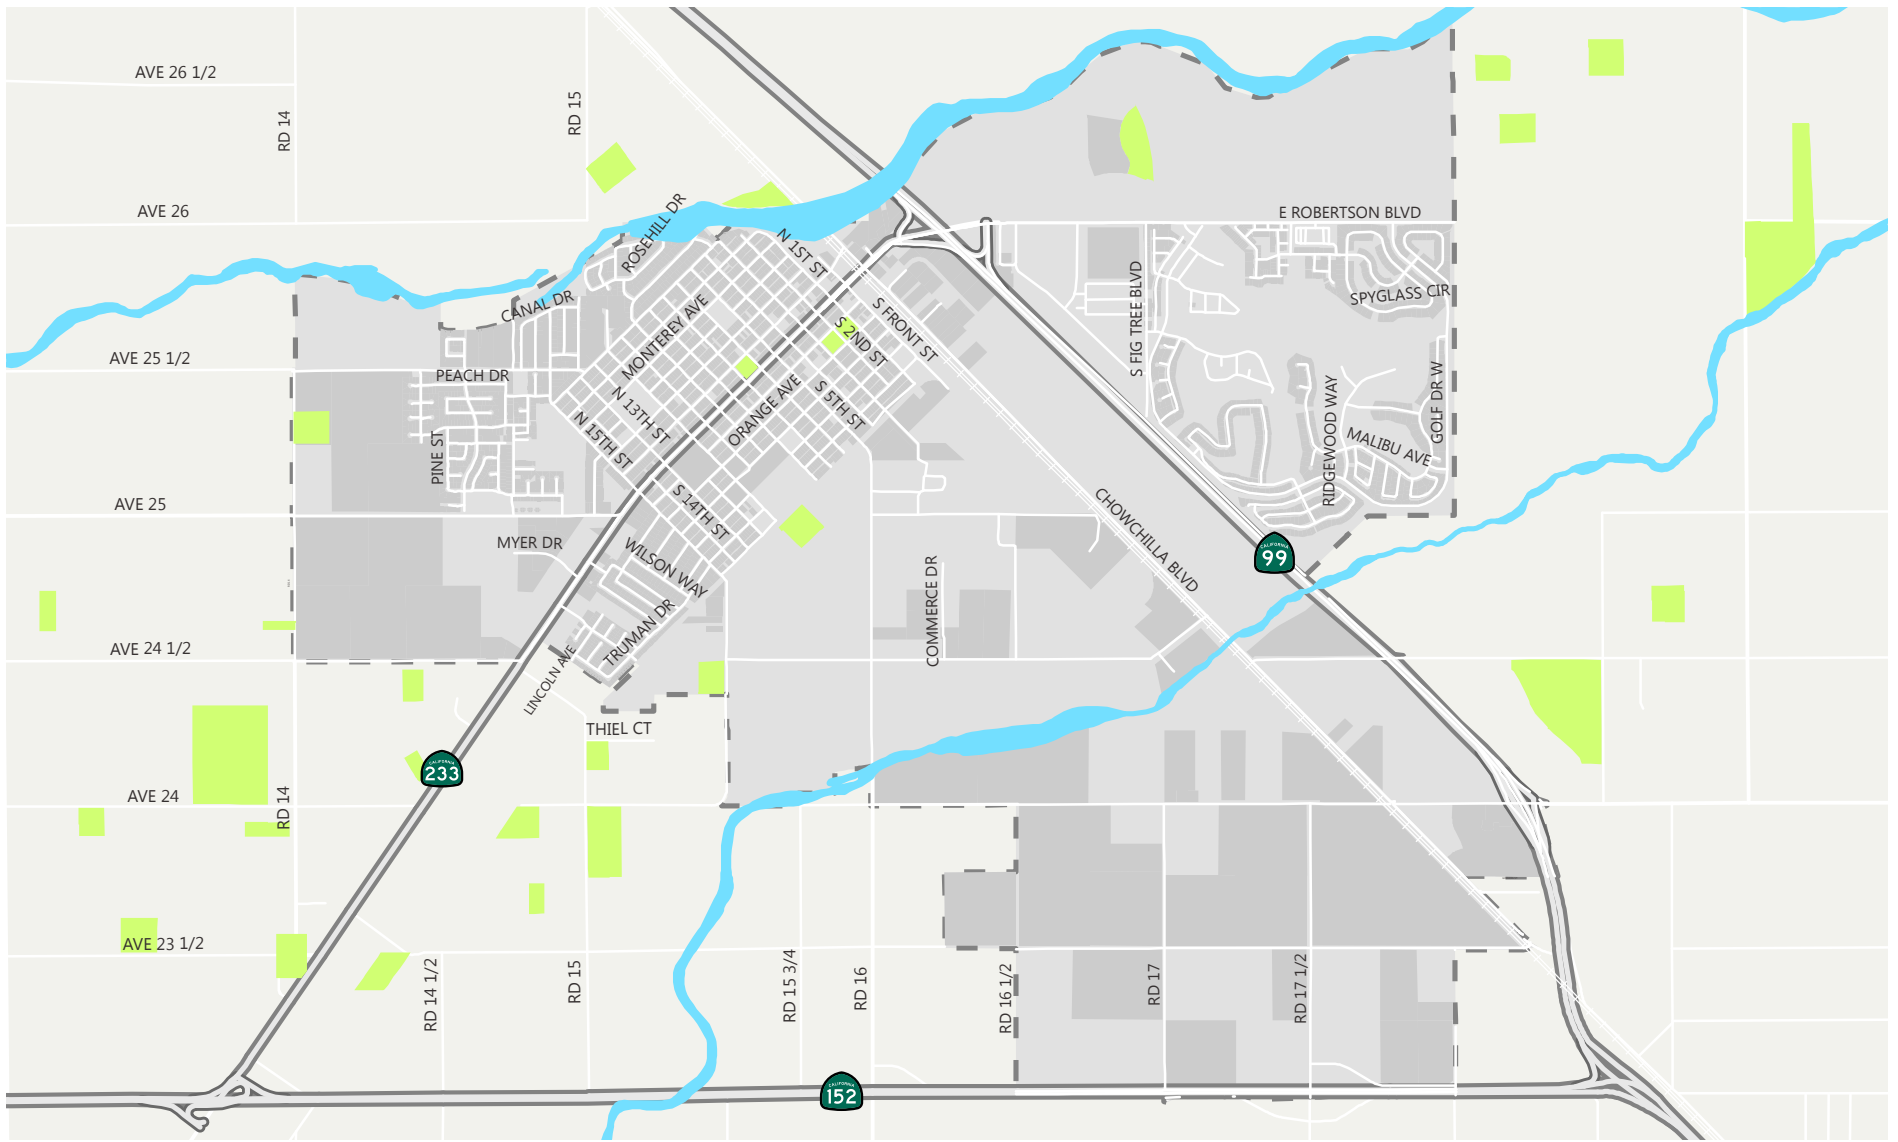 AVE 26 1/2
RD 14
RD 15
AVE 26
ROSEHILL DR
N 1ST ST
E ROBERTSON BLVD
CANAL DR
MONTEREY AVE
S FRONT ST
S 2ND ST
S FIG TREE BLVD
SPYGLASS CIR
AVE 25 1/2
PEACH DR
N 13TH ST
ORANGE AVE
S 5TH ST
RIDGEWOOD WAY
GOLF DR W
N 15TH ST
PINE ST
MALIBU AVE
AVE 25
S 14TH ST
CHOWCHILLA BLVD
MYER DR
WILSON WAY
CALIFORNIA
99
COMMERCE DR
TRUMAN DR
AVE 24 1/2
LINCOLN AVE
THIEL CT
CALIFORNIA
233
AVE 24
RD 14
AVE 23 1/2
RD 14 1/2
RD 15
RD 15 3/4
RD 16
RD 16 1/2
RD 17
RD 17 1/2
CALIFORNIA
152